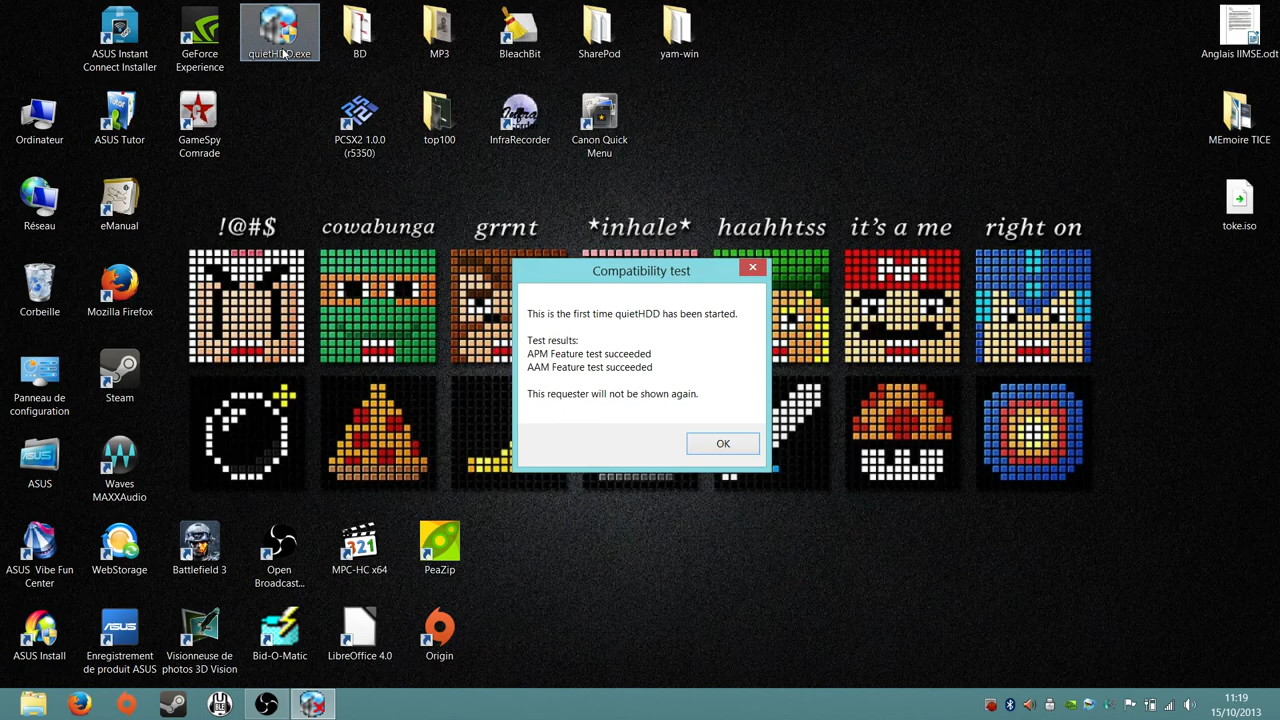 ASUS Instant
Connect Installer
GeForce
Experience
quietHDD.exe
BD
MP3
BleachBit
SharePod
yam-win
Anglais IIMSE.odt
Ordinateur
ASUS Tutor
GameSpy
Comrade
PCSX2 1.0.0
(r5350)
top100
InfraRecorder
Canon Quick
Menu
MEmoire TICE
Réseau
eManual
toke.iso
!@#$
cowabunga
grrnt
*inhale*
haahhtss
it's a me
right on
Compatibility test
This is the first time quietHDD has been started.
Test results:
APM Feature test succeeded
AAM Feature test succeeded
This requester will not be shown again.
OK
Corbeille
Mozilla Firefox
Panneau de
configuration
Steam
ASUS
Waves
MAXXAudio
ASUS Vibe Fun
Center
WebStorage
Battlefield 3
Open
Broadcast...
321
MPC-HC x64
PeaZip
ASUS Install
ASUS
Enregistrement
de produit ASUS
Visionneuse de
photos 3D Vision
Bid-O-Matic
LibreOffice 4.0
Origin
11:19
15/10/2013